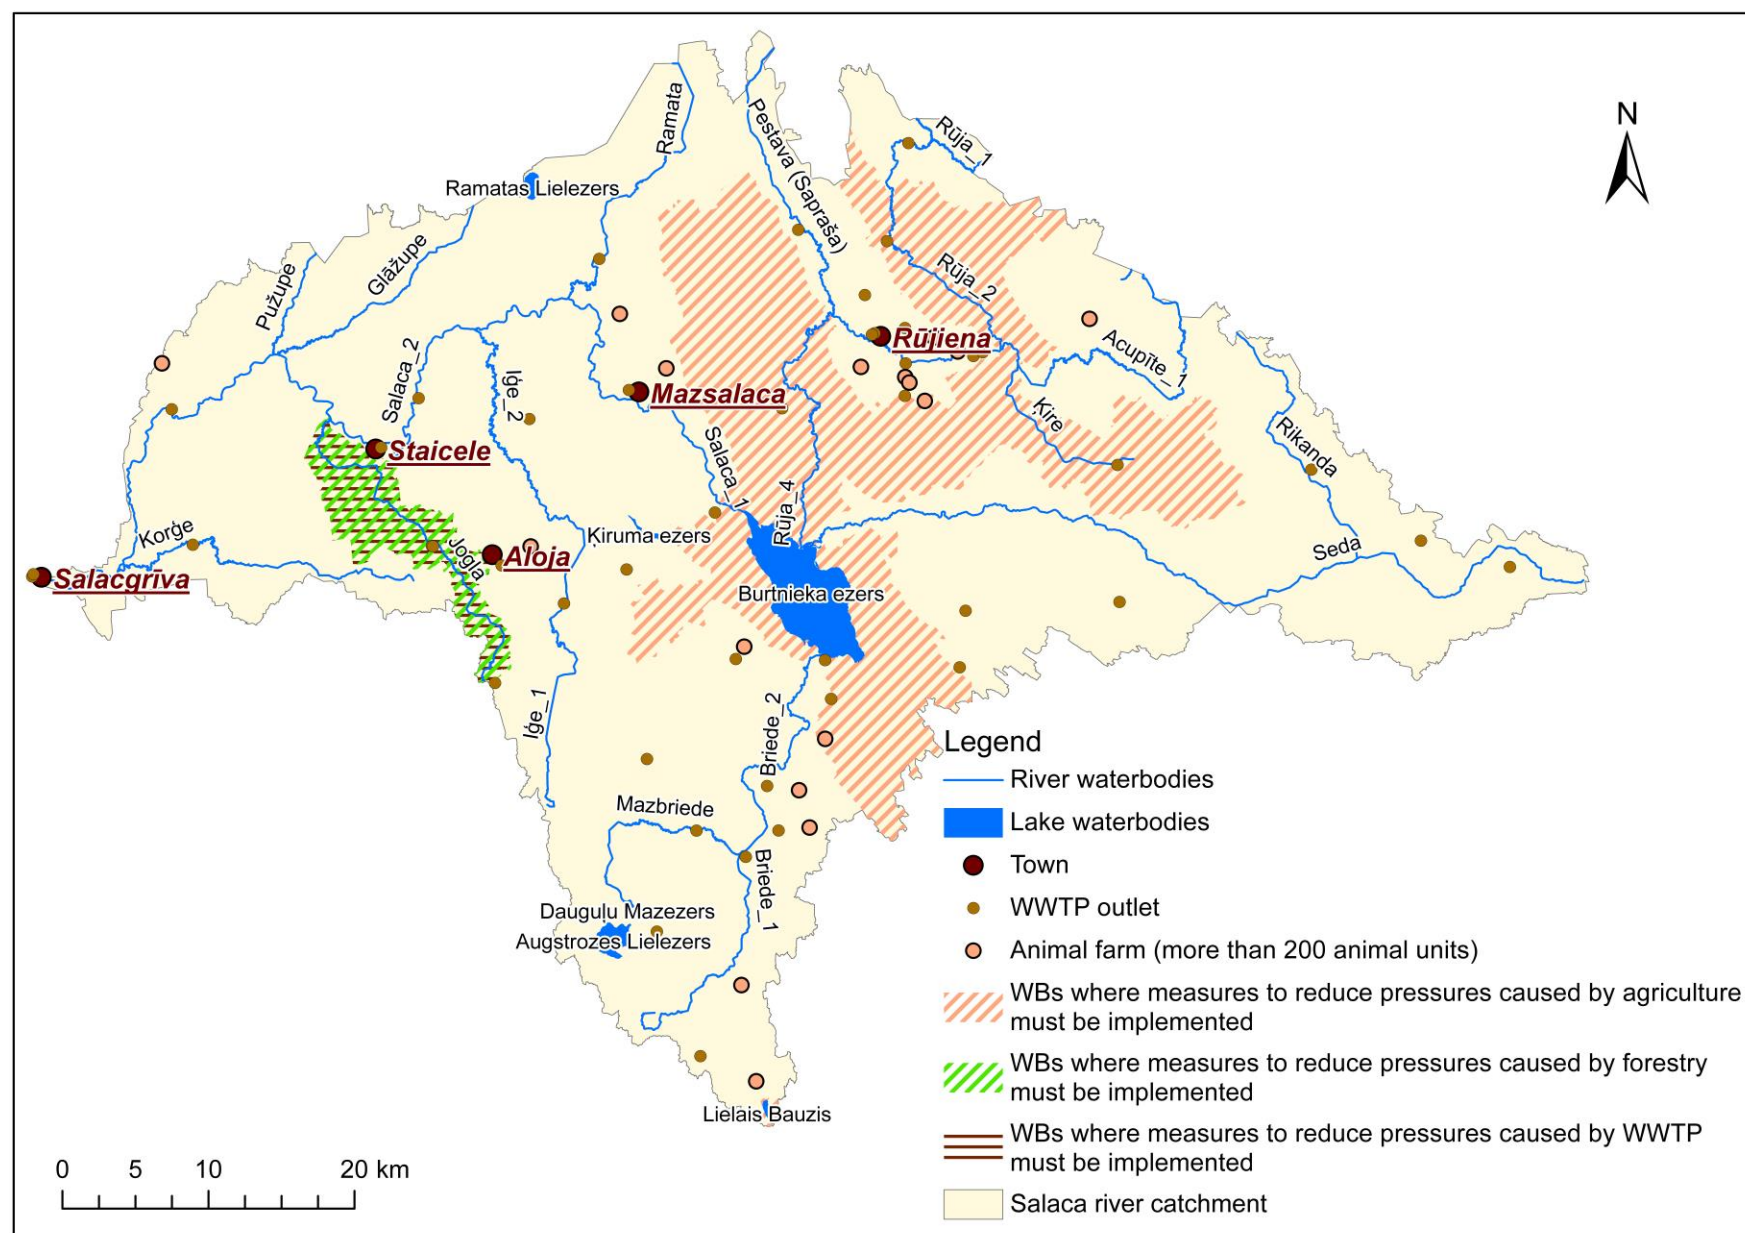 Rūja_1
N
Ramata
Pestava (Sapraša)
Ramatas Lielezers
Glāžupe
Pužupe
Rūja_2
Rūjiena
Acupīte_1
Salaca_2
Iģe_2
Mazsalaca
Ķire
Rikanda
Staicele
Salaca_1
Rūja_4
Korģe
Jogla
Aloja
Ķiruma ezers
Seda
Salacgrīva
Burtnieka ezers
Iģe_1
Briede_2
Mazbriede
Briede_1
Dauguļu Mazezers
Augstrozes Lielezers
Lielais Bauzis
Legend
River waterbodies
Lake waterbodies
Town
WWTP outlet
Animal farm (more than 200 animal units)
WBs where measures to reduce pressures caused by agriculture
must be implemented
WBs where measures to reduce pressures caused by forestry
must be implemented
WBs where measures to reduce pressures caused by WWTP
must be implemented
Salaca river catchment
0 5 10 20 km